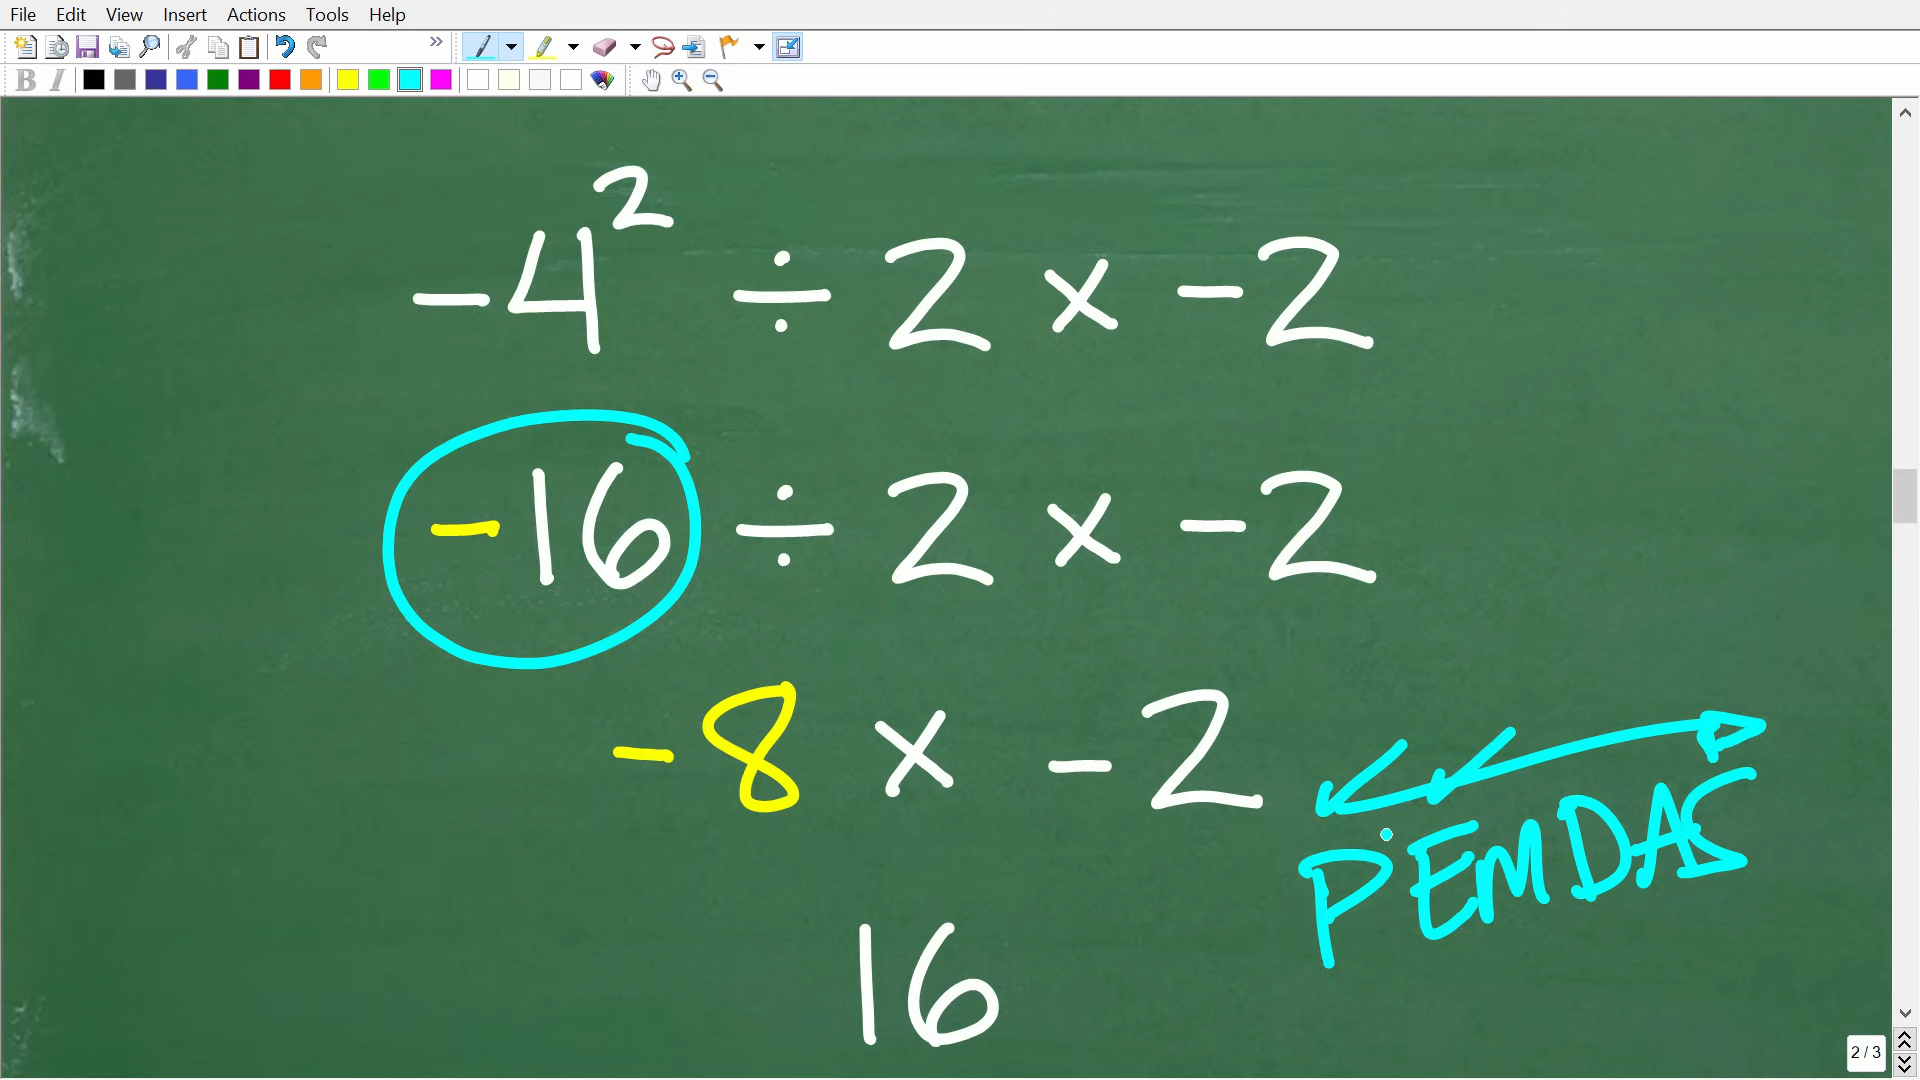 File Edit View Insert Actions Tools Help
B I
-4² ÷ 2 × -2
-16 ÷ 2 × -2
-8 × -2
PEMDAS
16
2 / 3